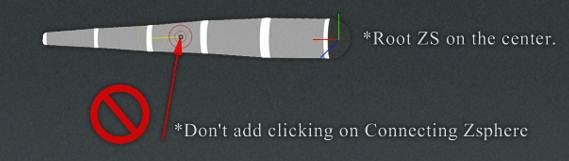 *Root ZS on the center.
*Don't add clicking on Connecting Zsphere